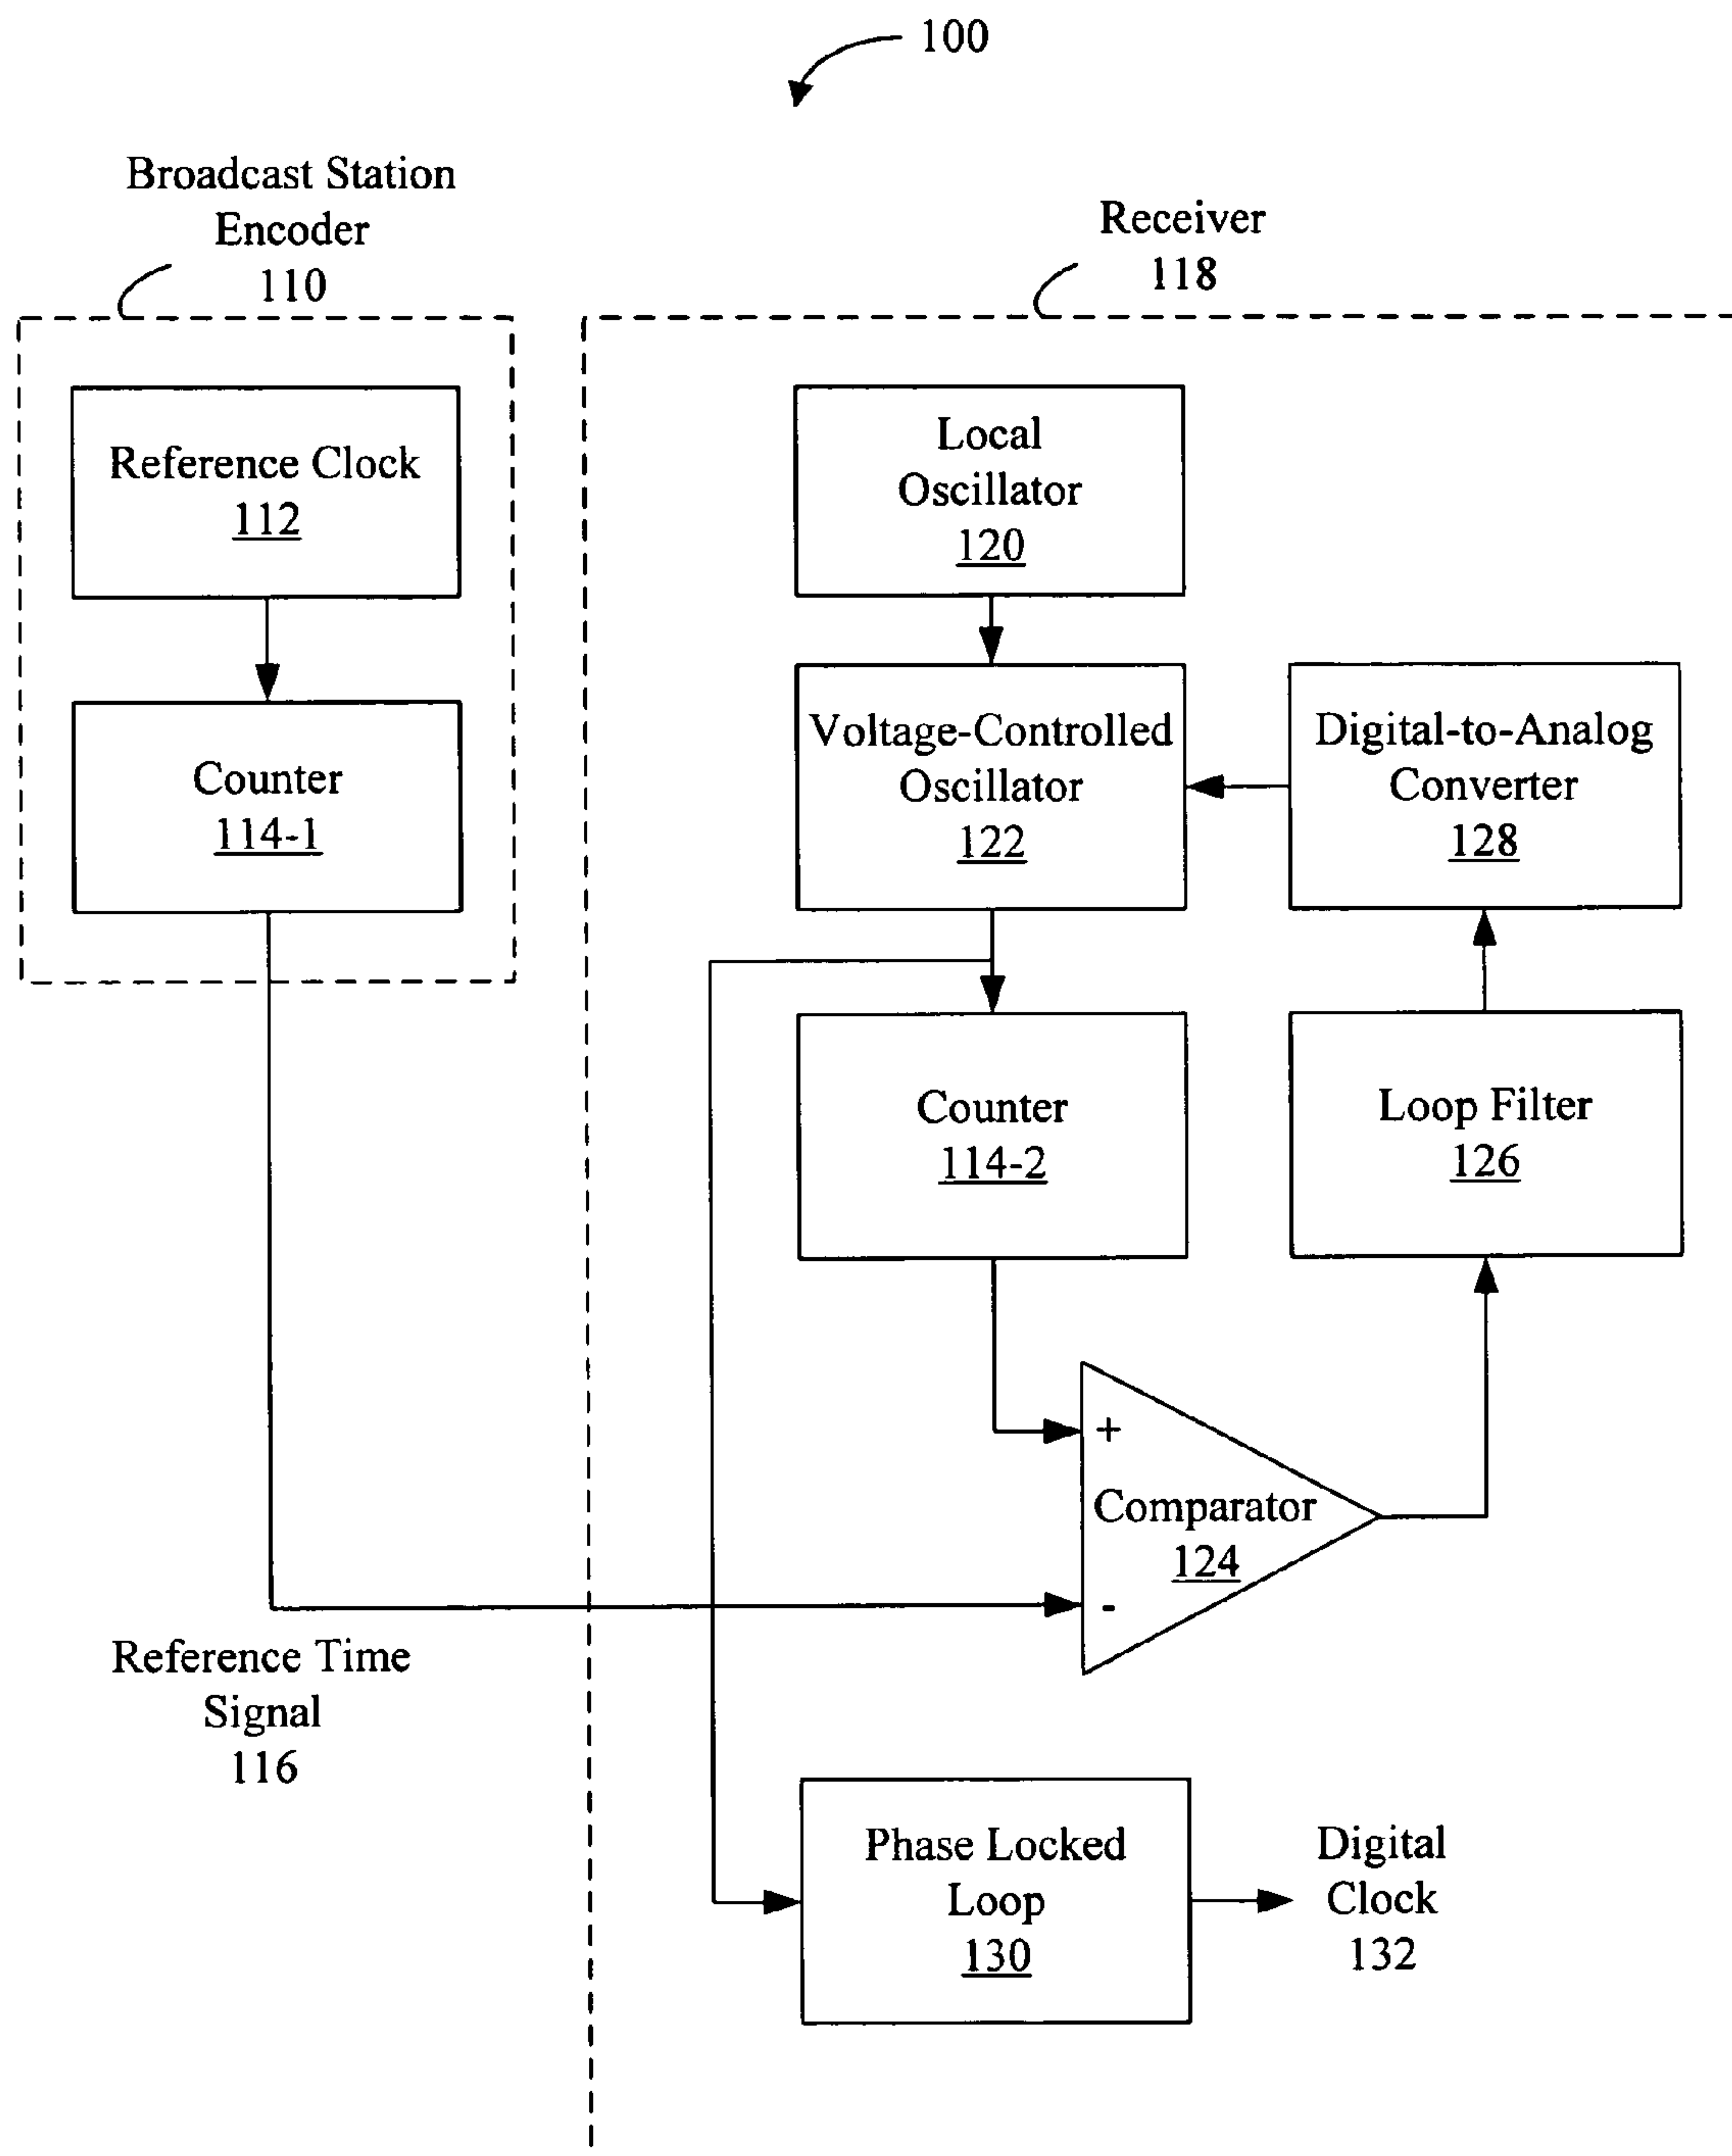 100
Broadcast Station
Encoder
110
Receiver
118
Reference Clock
112
Counter
114-1
Local
Oscillator
120
Voltage-Controlled
Oscillator
122
Digital-to-Analog
Converter
128
Counter
114-2
Loop Filter
126
+
Comparator
124
-
Reference Time
Signal
116
Phase Locked
Loop
130
Digital
Clock
132